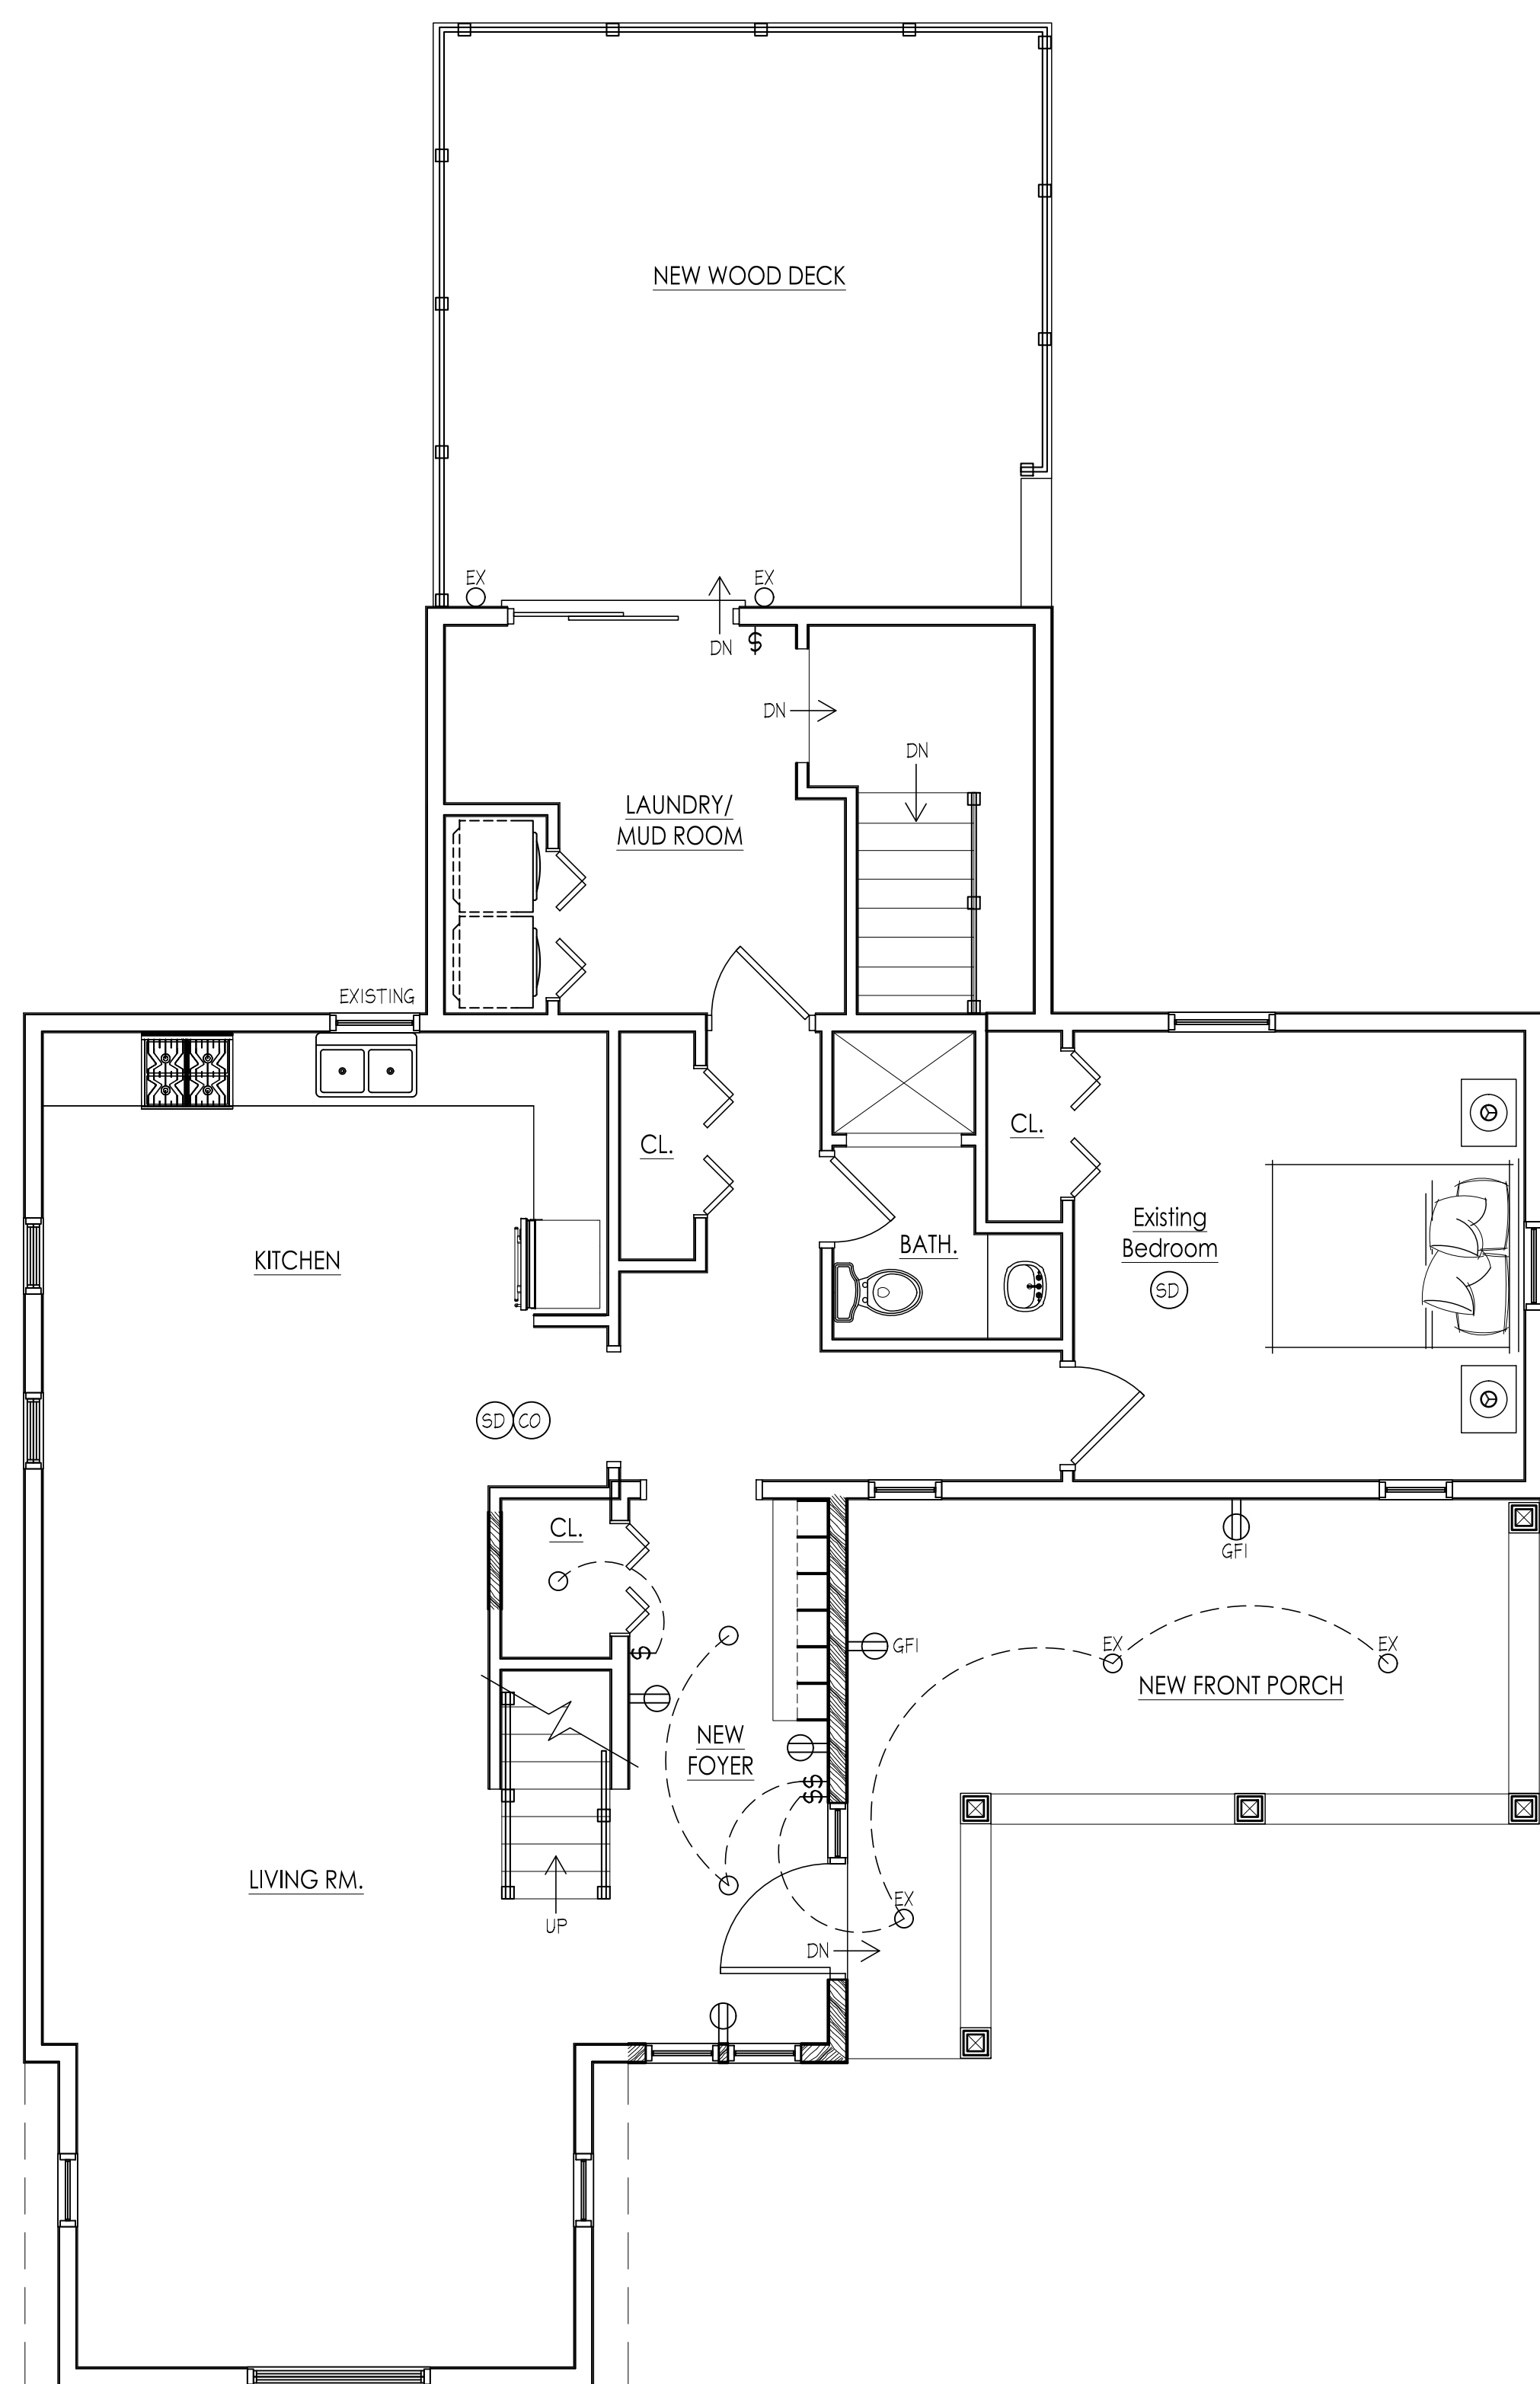 NEW WOOD DECK
EX
EX
DN
$
DN
DN
LAUNDRY/
MUD ROOM
EXISTING
CL.
CL.
KITCHEN
BATH.
Existing
Bedroom
SD
SD
CO
CL.
GFI
$
GFI
EX
EX
NEW FRONT PORCH
NEW
FOYER
$$
LIVING RM.
EX
UP
DN